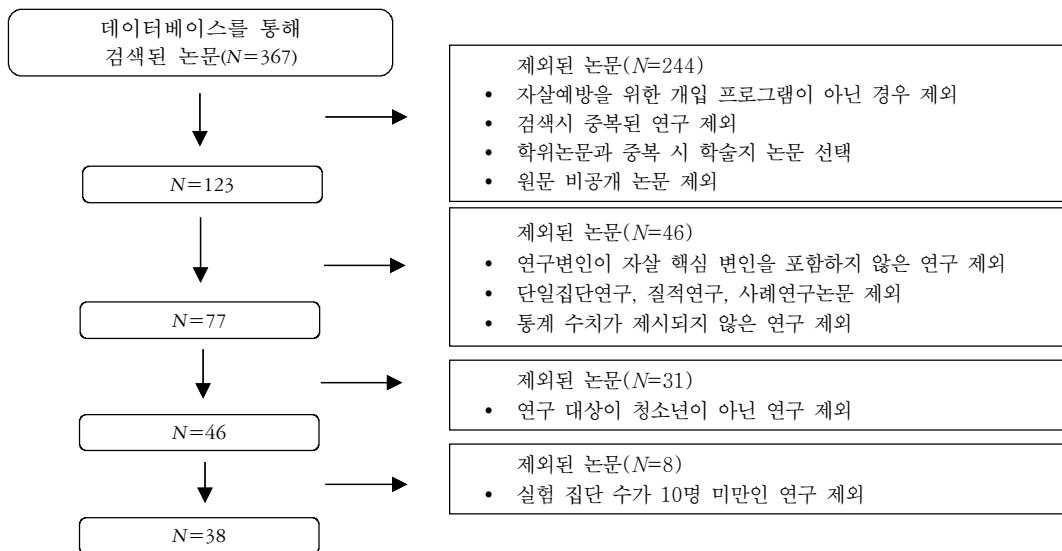 데이터베이스를 통해
검색된 논문(N=367)
제외된 논문(N=244)
• 자살예방을 위한 개입 프로그램이 아닌 경우 제외
• 검색시 중복된 연구 제외
• 학위논문과 중복 시 학술지 논문 선택
• 원문 비공개 논문 제외
N=123
제외된 논문(N=46)
• 연구변인이 자살 핵심 변인을 포함하지 않은 연구 제외
• 단일집단연구, 질적연구, 사례연구논문 제외
• 통계 수치가 제시되지 않은 연구 제외
N=77
제외된 논문(N=31)
• 연구 대상이 청소년이 아닌 연구 제외
N=46
제외된 논문(N=8)
• 실험 집단 수가 10명 미만인 연구 제외
N=38